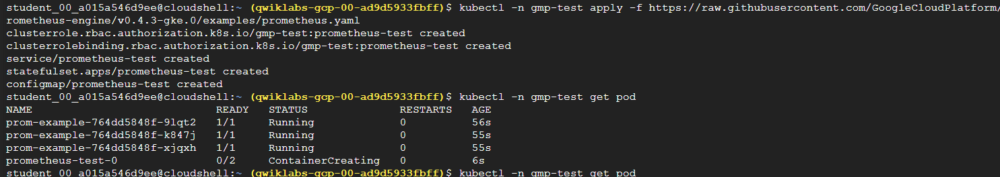 student_00_a015a546d9ee@cloudshell:~ (qwiklabs-gcp-00-ad9d5933fbff)$ kubectl -n gmp-test apply -f https://raw.githubusercontent.com/GoogleCloudPlatform/
rometheus-engine/v0.4.3-gke.0/examples/prometheus.yaml
clusterrole.rbac.authorization.k8s.io/gmp-test:prometheus-test created
clusterrolebinding.rbac.authorization.k8s.io/gmp-test:prometheus-test created
service/prometheus-test created
statefulset.apps/prometheus-test created
configmap/prometheus-test created
student_00_a015a546d9ee@cloudshell:~ (qwiklabs-gcp-00-ad9d5933fbff)$ kubectl -n gmp-test get pod
NAME READY STATUS RESTARTS AGE
prom-example-764dd5848f-9lqt2 1/1 Running 0 56s
prom-example-764dd5848f-k847j 1/1 Running 0 55s
prom-example-764dd5848f-xjqxh 1/1 Running 0 55s
prometheus-test-0 0/2 ContainerCreating 0 6s
student_00_a015a546d9ee@cloudshell:~ (qwiklabs-gcp-00-ad9d5933fbff)$ kubectl -n gmp-test get pod